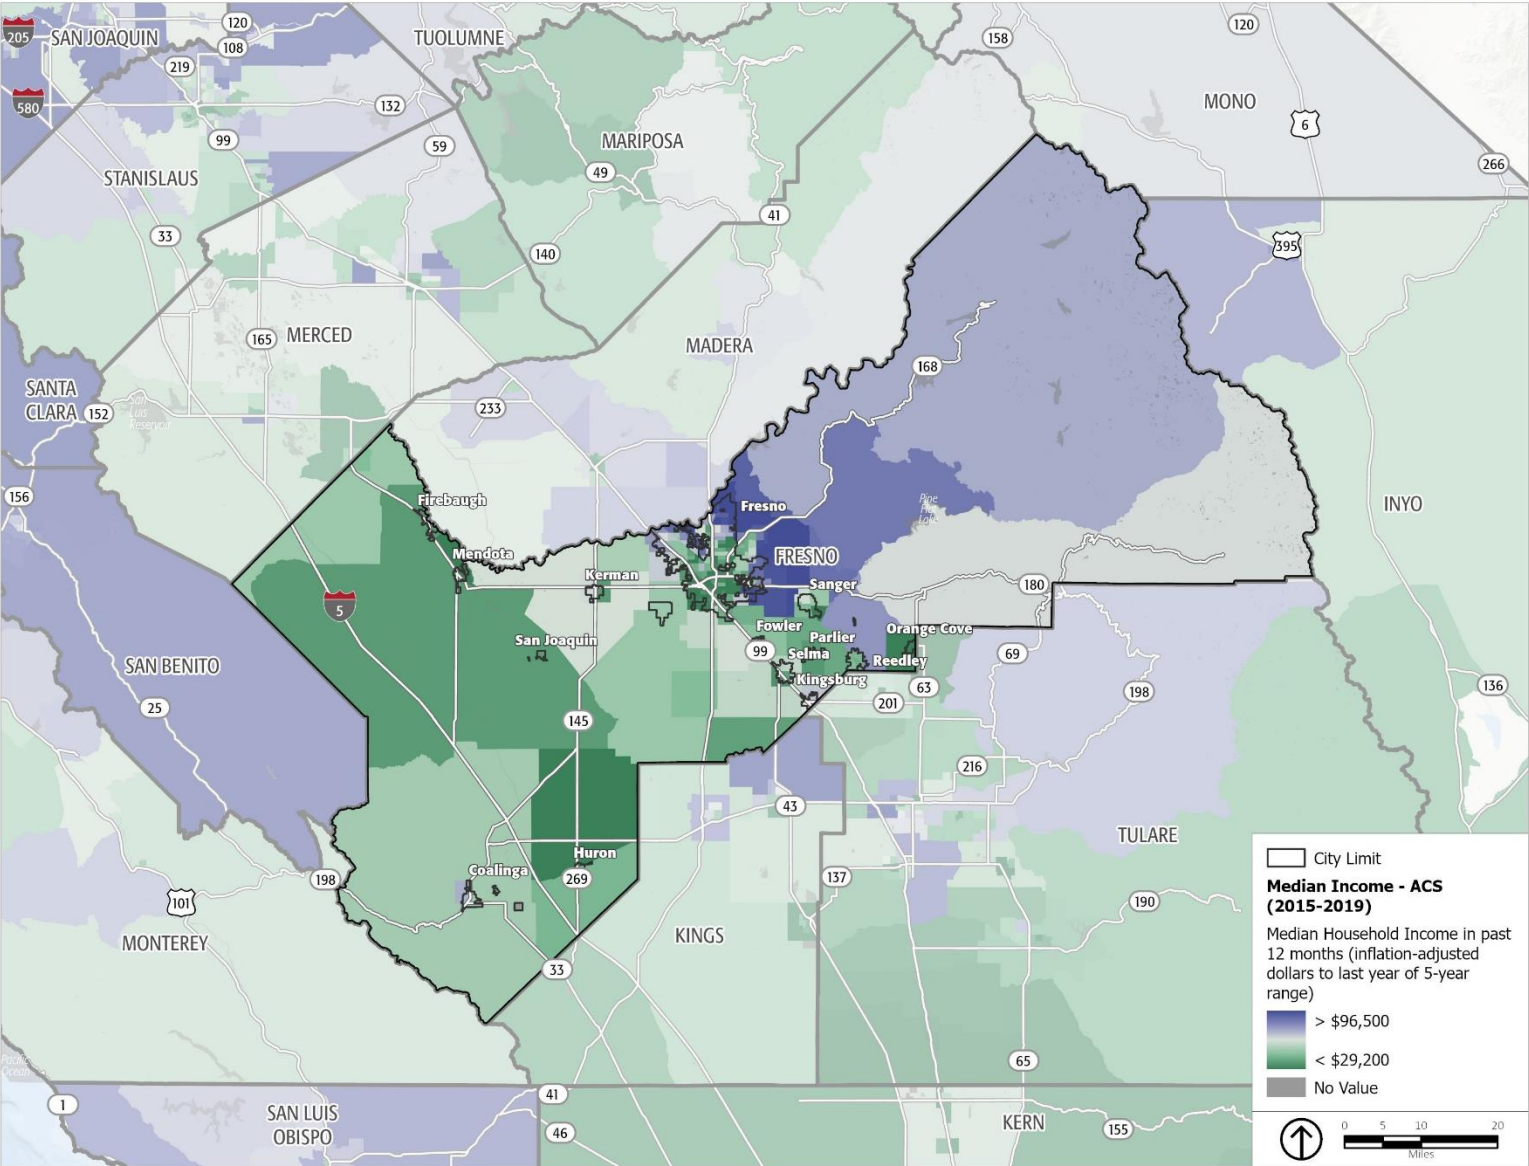 205
SAN JOAQUIN
120
108
219
580
132
99
STANISLAUS
TUOLUMNE
59
MARIPOSA
49
41
158
120
MONO
6
266
33
140
395
165
MERCED
MADERA
168
SANTA
CLARA
152
San
Luis
Reservoir
233
156
Firebaugh
Fresno
Pine
INYO
Mendota
Kerman
FRESNO
Sanger
180
5
Fowler
Orange Cove
San Joaquin
99
Parlier
Selma
Reedley
69
SAN BENITO
Kingsburg
63
198
136
25
145
201
216
43
TULARE
Huron
Coalinga
269
198
137
101
190
MONTEREY
KINGS
33
65
Pacific
Ocean
1
41
SAN LUIS
OBISPO
46
KERN
155
City Limit
Median Income - ACS
(2015-2019)
Median Household Income in past
12 months (inflation-adjusted
dollars to last year of 5-year
range)
> $96,500
< $29,200
No Value
0 5 10 20
Miles